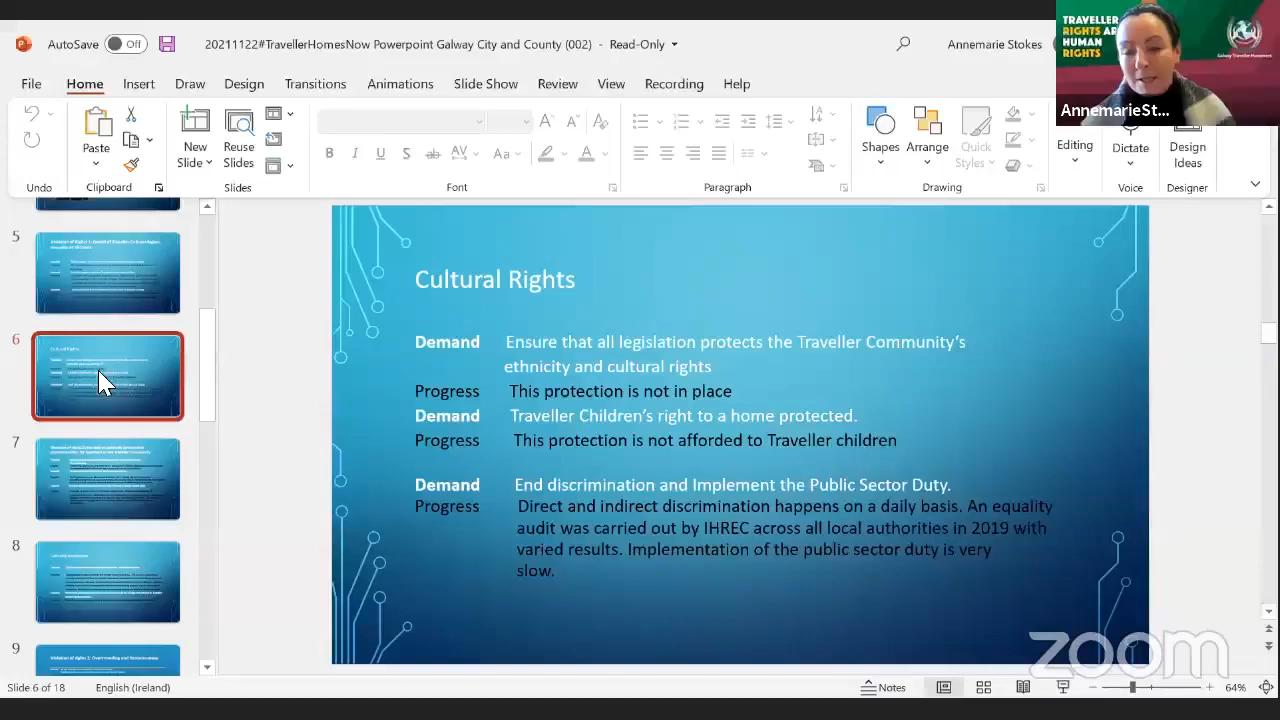 AutoSave Off 20211122#TravellerHomesNow Powerpoint Galway City and County (002) - Read-Only Annemarie Stokes
TRAVELLER
RIGHTS AR
HUMAN
RIGHTS
Galway Traveller Movement
AnnemarieSt...
File Home Insert Draw Design Transitions Animations Slide Show Review View Recording Help
Paste New Slide Reuse Slides Shapes Arrange Quick Styles Editing Dictate Design Ideas
Undo Clipboard Slides Font Paragraph Drawing Voice Designer
5
6
7
8
9
Cultural Rights
Demand Ensure that all legislation protects the Traveller Community's
ethnicity and cultural rights
Progress This protection is not in place
Demand Traveller Children's right to a home protected.
Progress This protection is not afforded to Traveller children
Demand End discrimination and Implement the Public Sector Duty.
Progress Direct and indirect discrimination happens on a daily basis. An equality
audit was carried out by IHREC across all local authorities in 2019 with
varied results. Implementation of the public sector duty is very
slow.
zoom
Slide 6 of 18 English (Ireland) Notes 64%